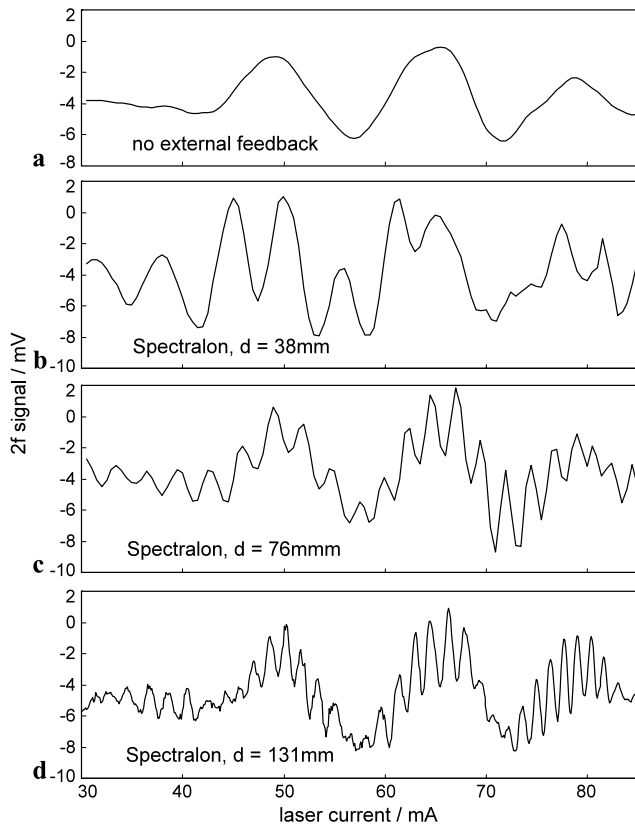 2
0
-2
-4
-6
-8
a
no external feedback
2
0
-2
-4
-6
-8
-10
b
Spectralon, d = 38mm
2f signal / mV
2
0
-2
-4
-6
-8
-10
c
Spectralon, d = 76mmm
2
0
-2
-4
-6
-8
-10
d
Spectralon, d = 131mm
30 40 50 60 70 80
laser current / mA